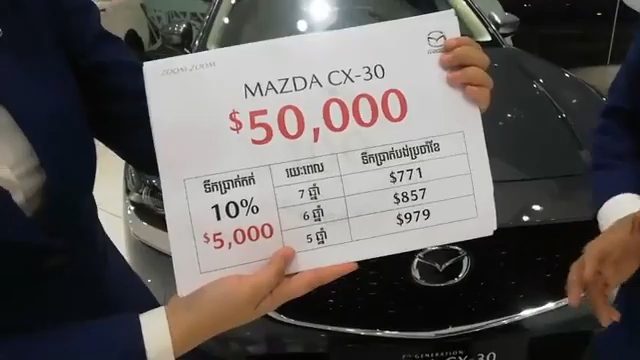 ZOOM-ZOOM
MAZDA CX-30
$50,000
ទឹកប្រាក់កក់
10%
$5,000
រយៈពេល
ទឹកប្រាក់បង់ប្រចាំខែ
7 ឆ្នាំ
$771
6 ឆ្នាំ
$857
5 ឆ្នាំ
$979
7TH GENERATION
CX-30